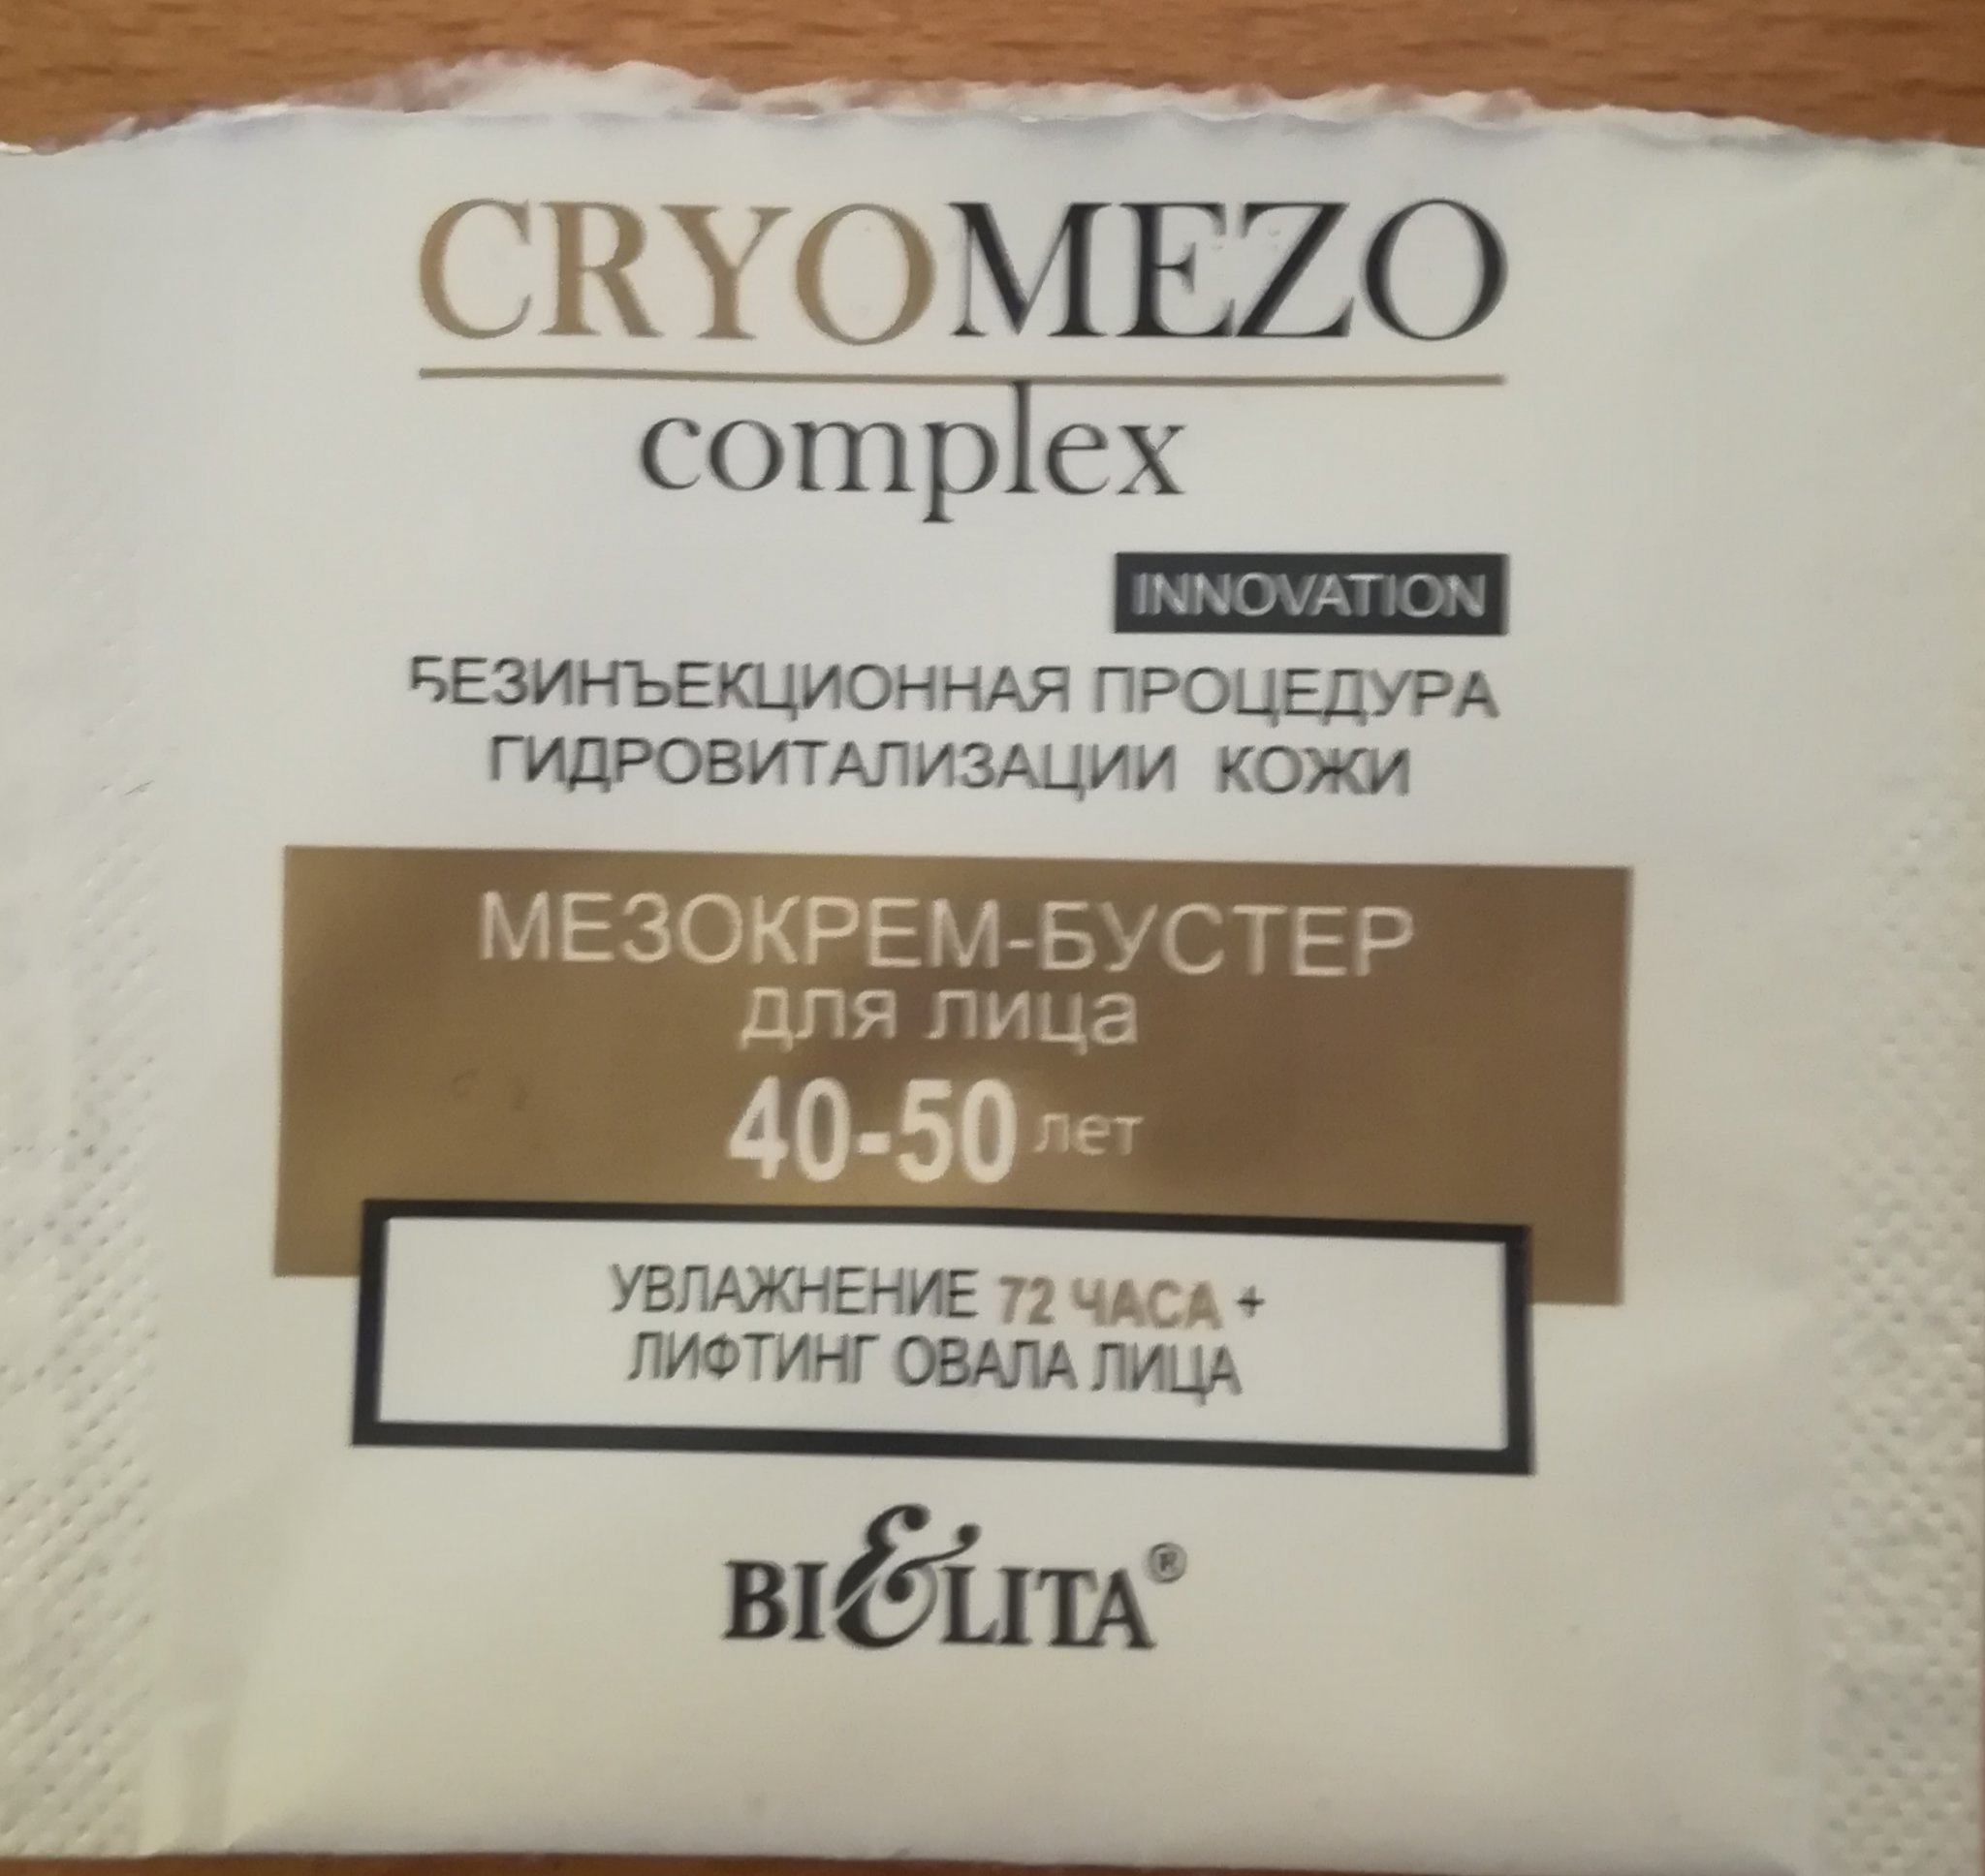 CRYOMEZO
complex
INNOVATION
БЕЗИНЪЕКЦИОННАЯ ПРОЦЕДУРА
ГИДРОВИТАЛИЗАЦИИ КОЖИ
МЕЗОКРЕМ-БУСТЕР
для лица
40-50 лет
УВЛАЖНЕНИЕ 72 ЧАСА +
ЛИФТИНГ ОВАЛА ЛИЦА
BIELITA®